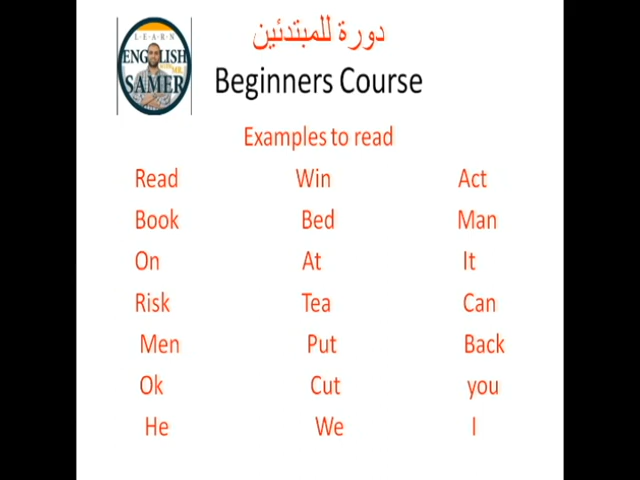 LEARN
ENGLISH
SAMER
دورة للمبتدئين
Beginners Course
Examples to read
Read Win Act
Book Bed Man
On At It
Risk Tea Can
Men Put Back
Ok Cut you
He We I